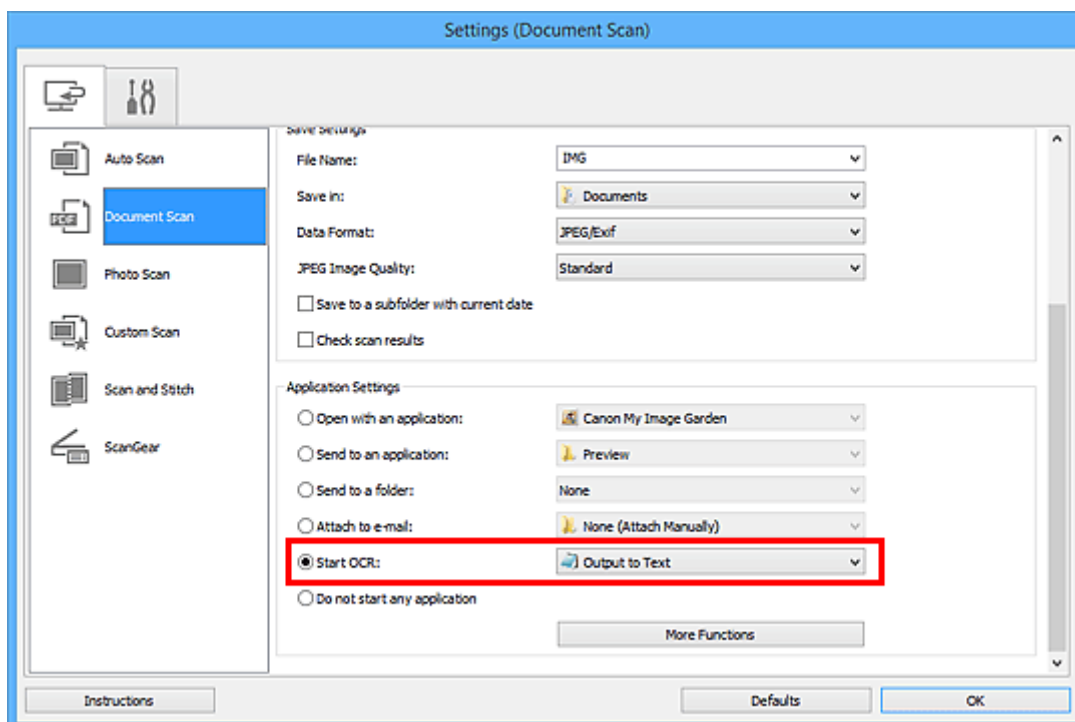 Settings (Document Scan)
Save Settings
Auto Scan
File Name: IMG
Save in: Documents
PDF
Document Scan
Data Format: JPEG/Exif
JPEG Image Quality: Standard
Photo Scan
Save to a subfolder with current date
Custom Scan
Check scan results
Scan and Stitch
Application Settings
Open with an application: Canon My Image Garden
ScanGear
Send to an application: Preview
Send to a folder: None
Attach to e-mail: None (Attach Manually)
Start OCR: Output to Text
Do not start any application
More Functions
Instructions
Defaults
OK